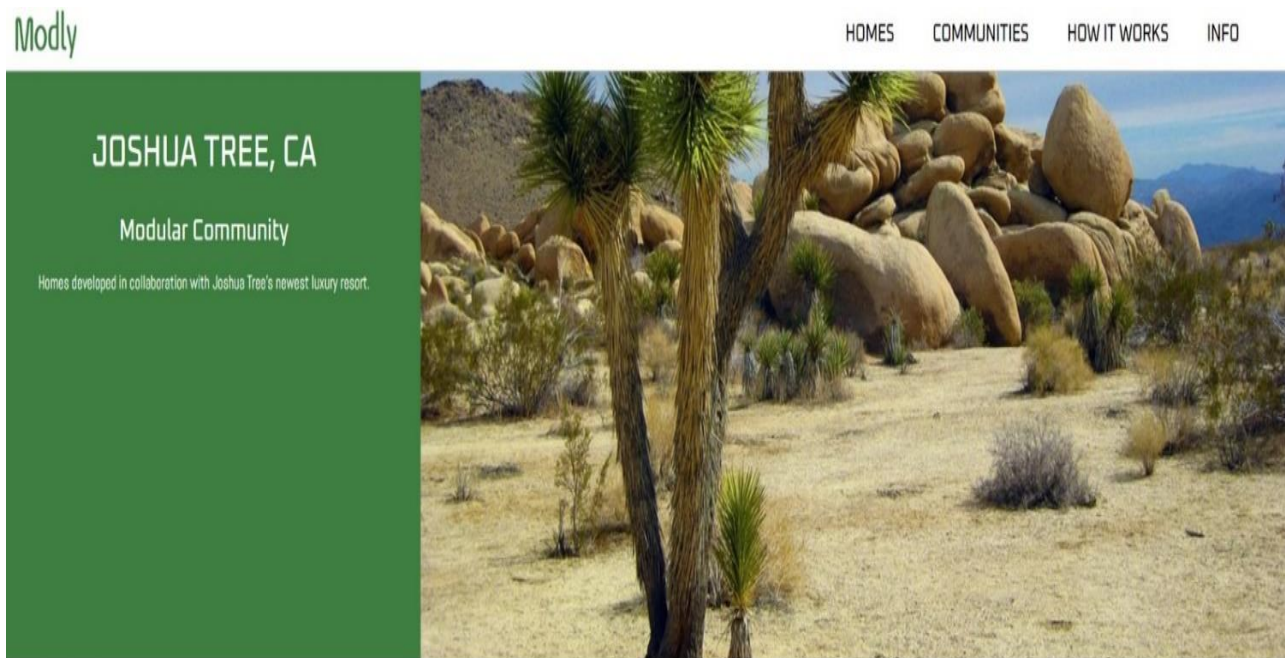 Modly
HOMES COMMUNITIES HOW IT WORKS INFO
JOSHUA TREE, CA
Modular Community
Homes developed in collaboration with Joshua Tree's newest luxury resort.